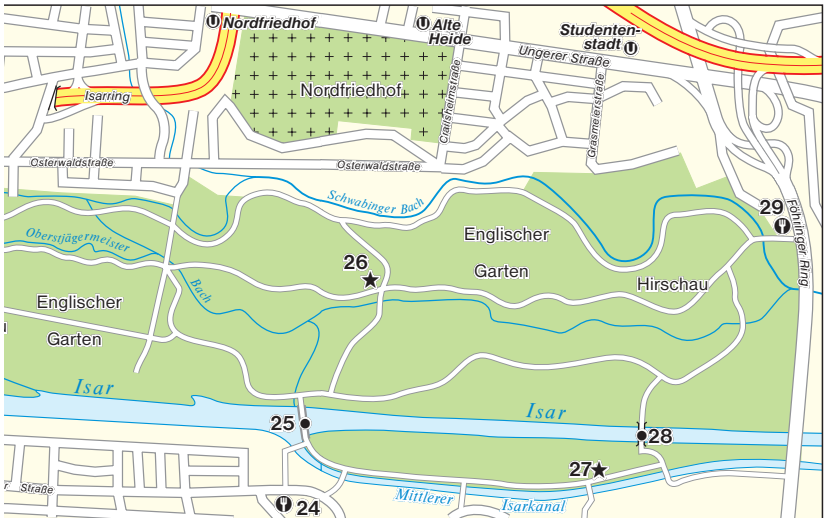 U Nordfriedhof
U Alte
Heide
Studenten-
stadt U
Ungerer Straße
Isarring
Nordfriedhof
Crailsheimstraße
Grasmeierstraße
Osterwaldstraße
Osterwaldstraße
Schwabinger Bach
29
Föhringer Ring
Oberstjägermeister
Bach
Englischer
Garten
26
Hirschau
Englischer
Garten
Isar
Isar
25
28
27
r Straße
24
Mittlerer
Isarkanal